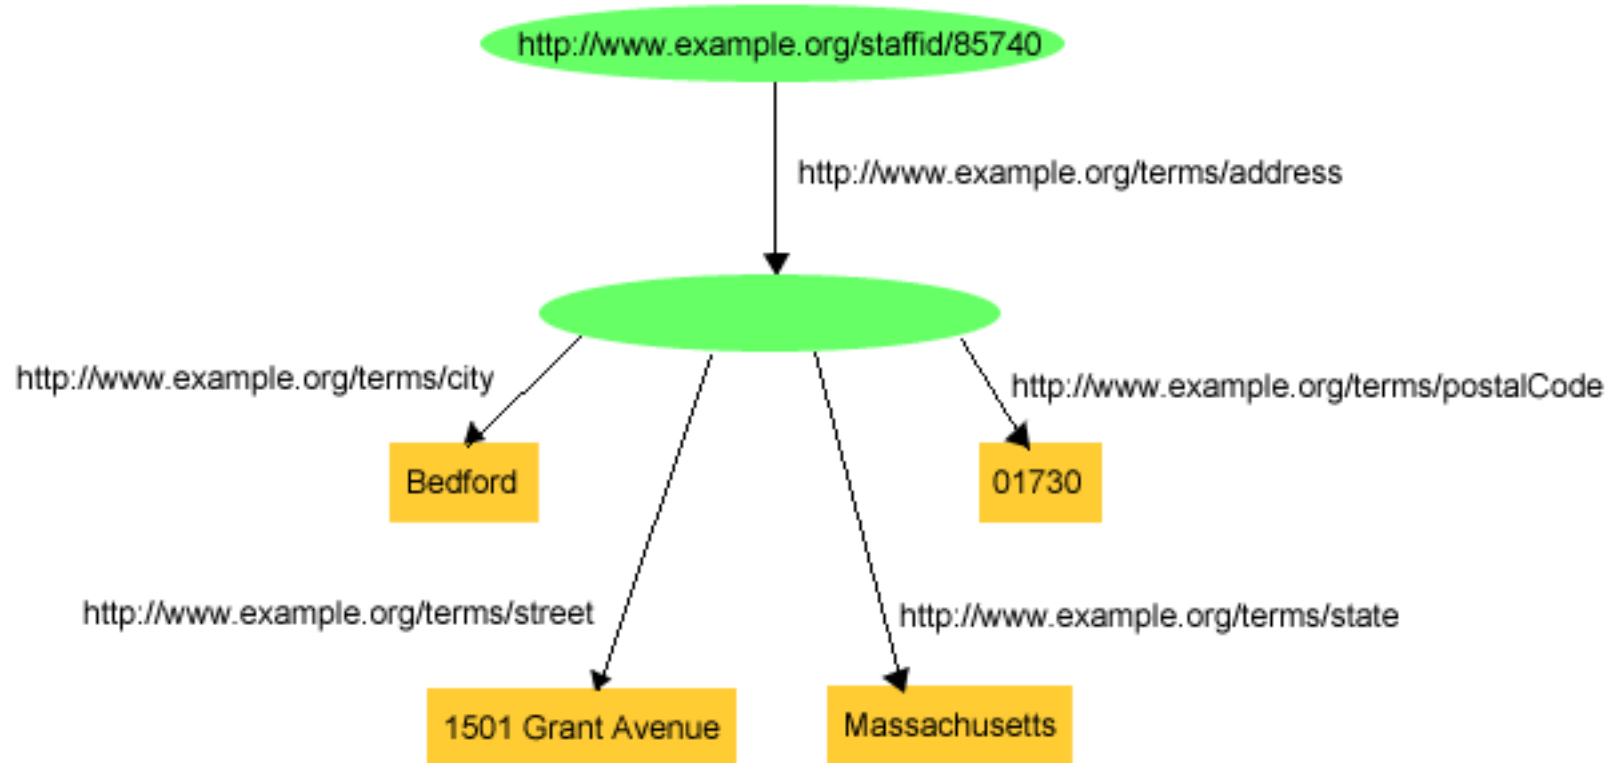 http://www.example.org/staffid/85740
http://www.example.org/terms/address
http://www.example.org/terms/city
http://www.example.org/terms/postalCode
Bedford
01730
http://www.example.org/terms/street
http://www.example.org/terms/state
1501 Grant Avenue
Massachusetts